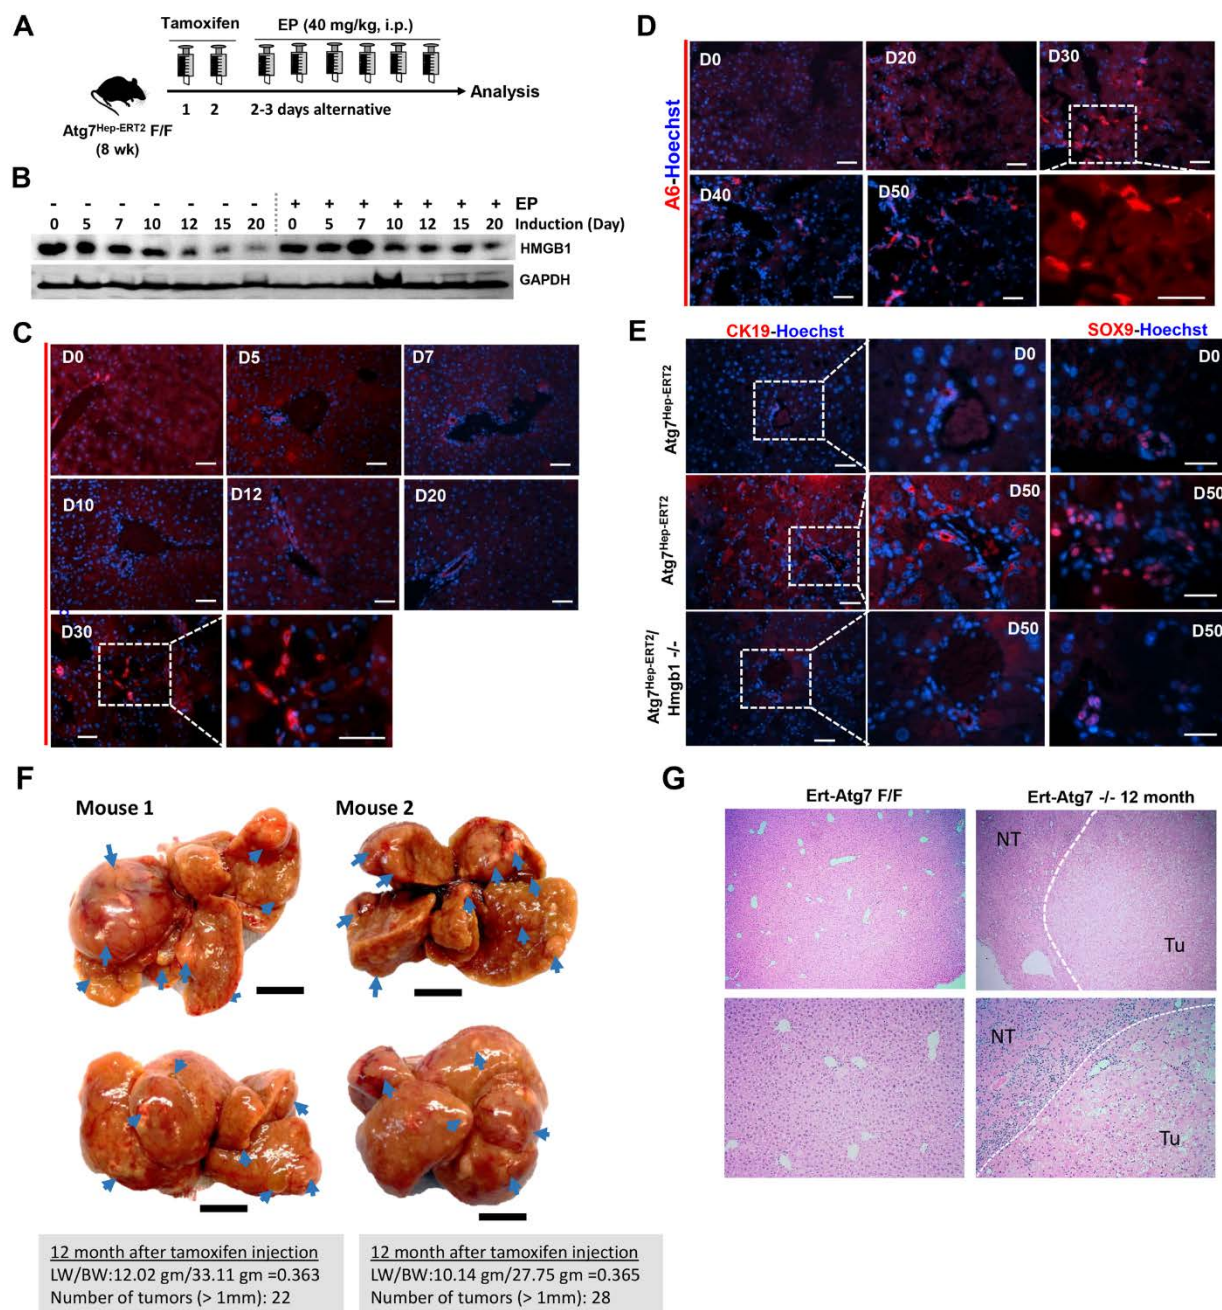 A
Tamoxifen
EP (40 mg/kg, i.p.)
1 2 2-3 days alternative
Analysis
Atg7Hep-ERT2 F/F
(8 wk)
B
- - - - - - - + + + + + + + EP
0 5 7 10 12 15 20 0 5 7 10 12 15 20 Induction (Day)
HMGB1
GAPDH
C
D0 D5 D7
D10 D12 D20
D30
D
A6-Hoechst
D0 D20 D30
D40 D50
E
CK19-Hoechst SOX9-Hoechst
Atg7Hep-ERT2
D0 D0
Atg7Hep-ERT2
D50 D50
Atg7Hep-ERT2/
Hmgb1 -/-
D50 D50
F
Mouse 1 Mouse 2
12 month after tamoxifen injection
LW/BW:12.02 gm/33.11 gm =0.363
Number of tumors (> 1mm): 22
12 month after tamoxifen injection
LW/BW:10.14 gm/27.75 gm =0.365
Number of tumors (> 1mm): 28
G
Ert-Atg7 F/F Ert-Atg7 -/- 12 month
NT
Tu
NT
Tu